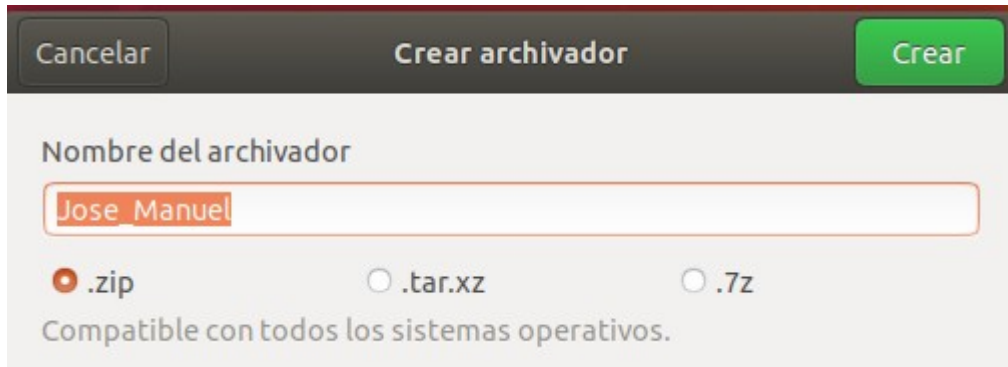 Cancelar Crear archivador Crear
Nombre del archivador
Jose_Manuel
.zip .tar.xz .7z
Compatible con todos los sistemas operativos.